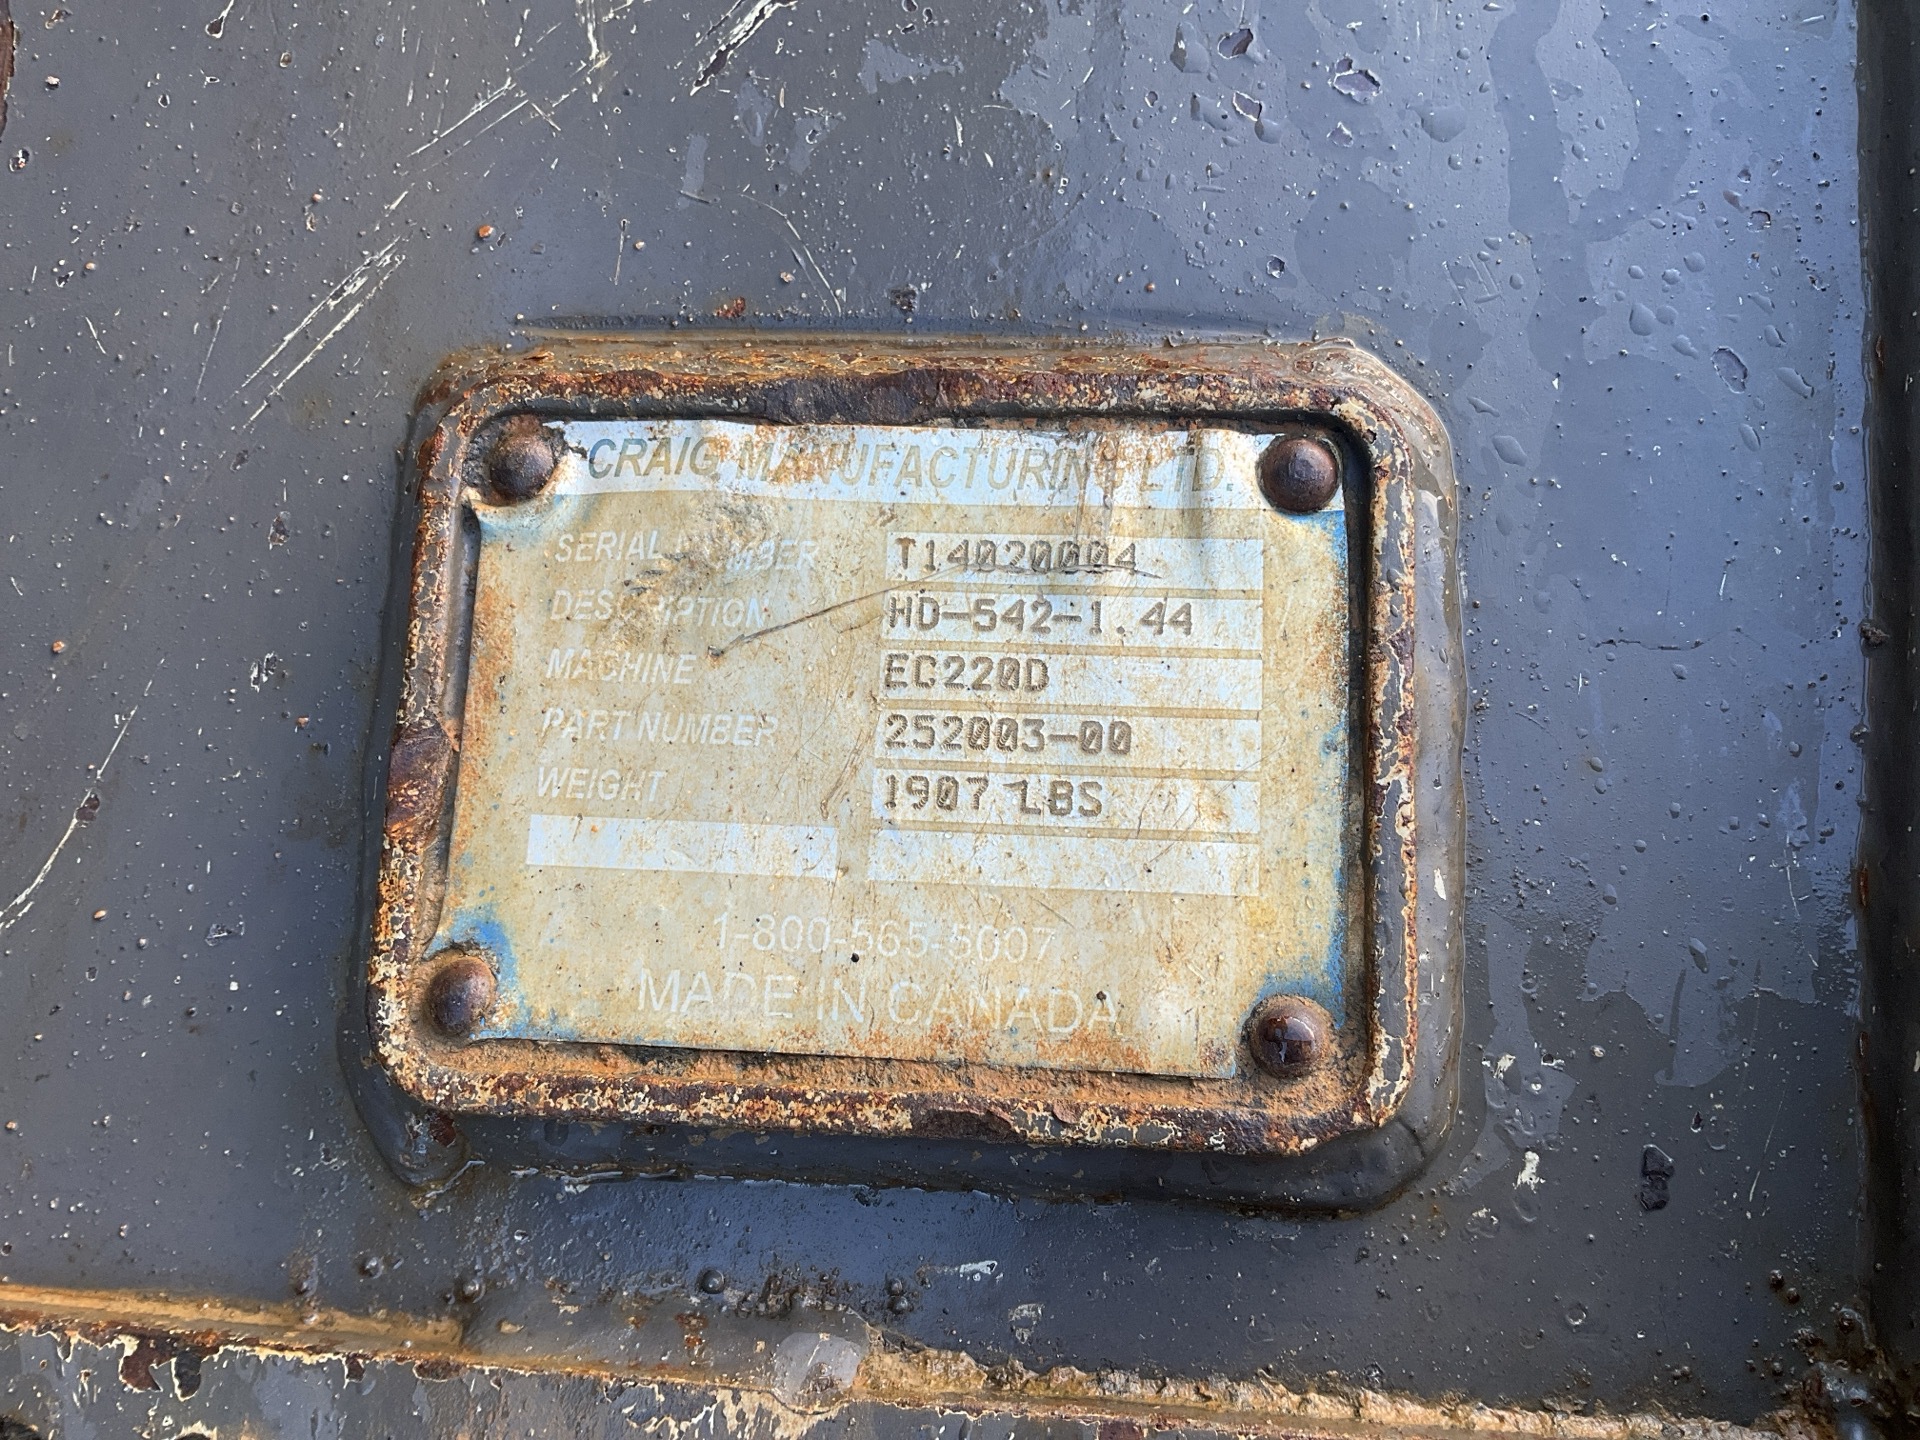 CRAIG MANUFACTURING LTD.
SERIAL NUMBER T14020004
DESCRIPTION HD-542-1.44
MACHINE EC220D
PART NUMBER 252003-00
WEIGHT 1907 LBS
1-800-565-5007
MADE IN CANADA